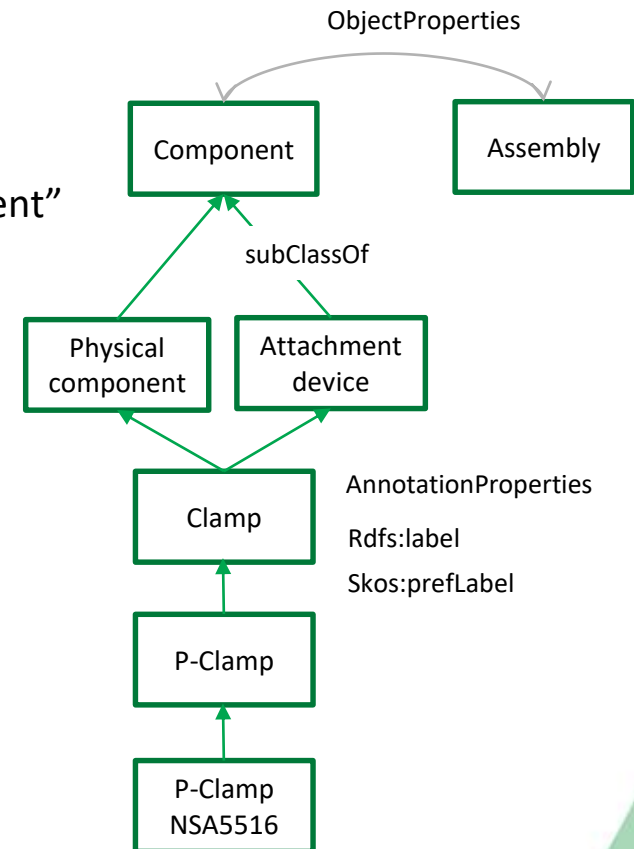 ObjectProperties
Component
Assembly
ent”
subClassOf
Physical
component
Attachment
device
Clamp
AnnotationProperties
Rdfs:label
Skos:prefLabel
P-Clamp
P-Clamp
NSA5516